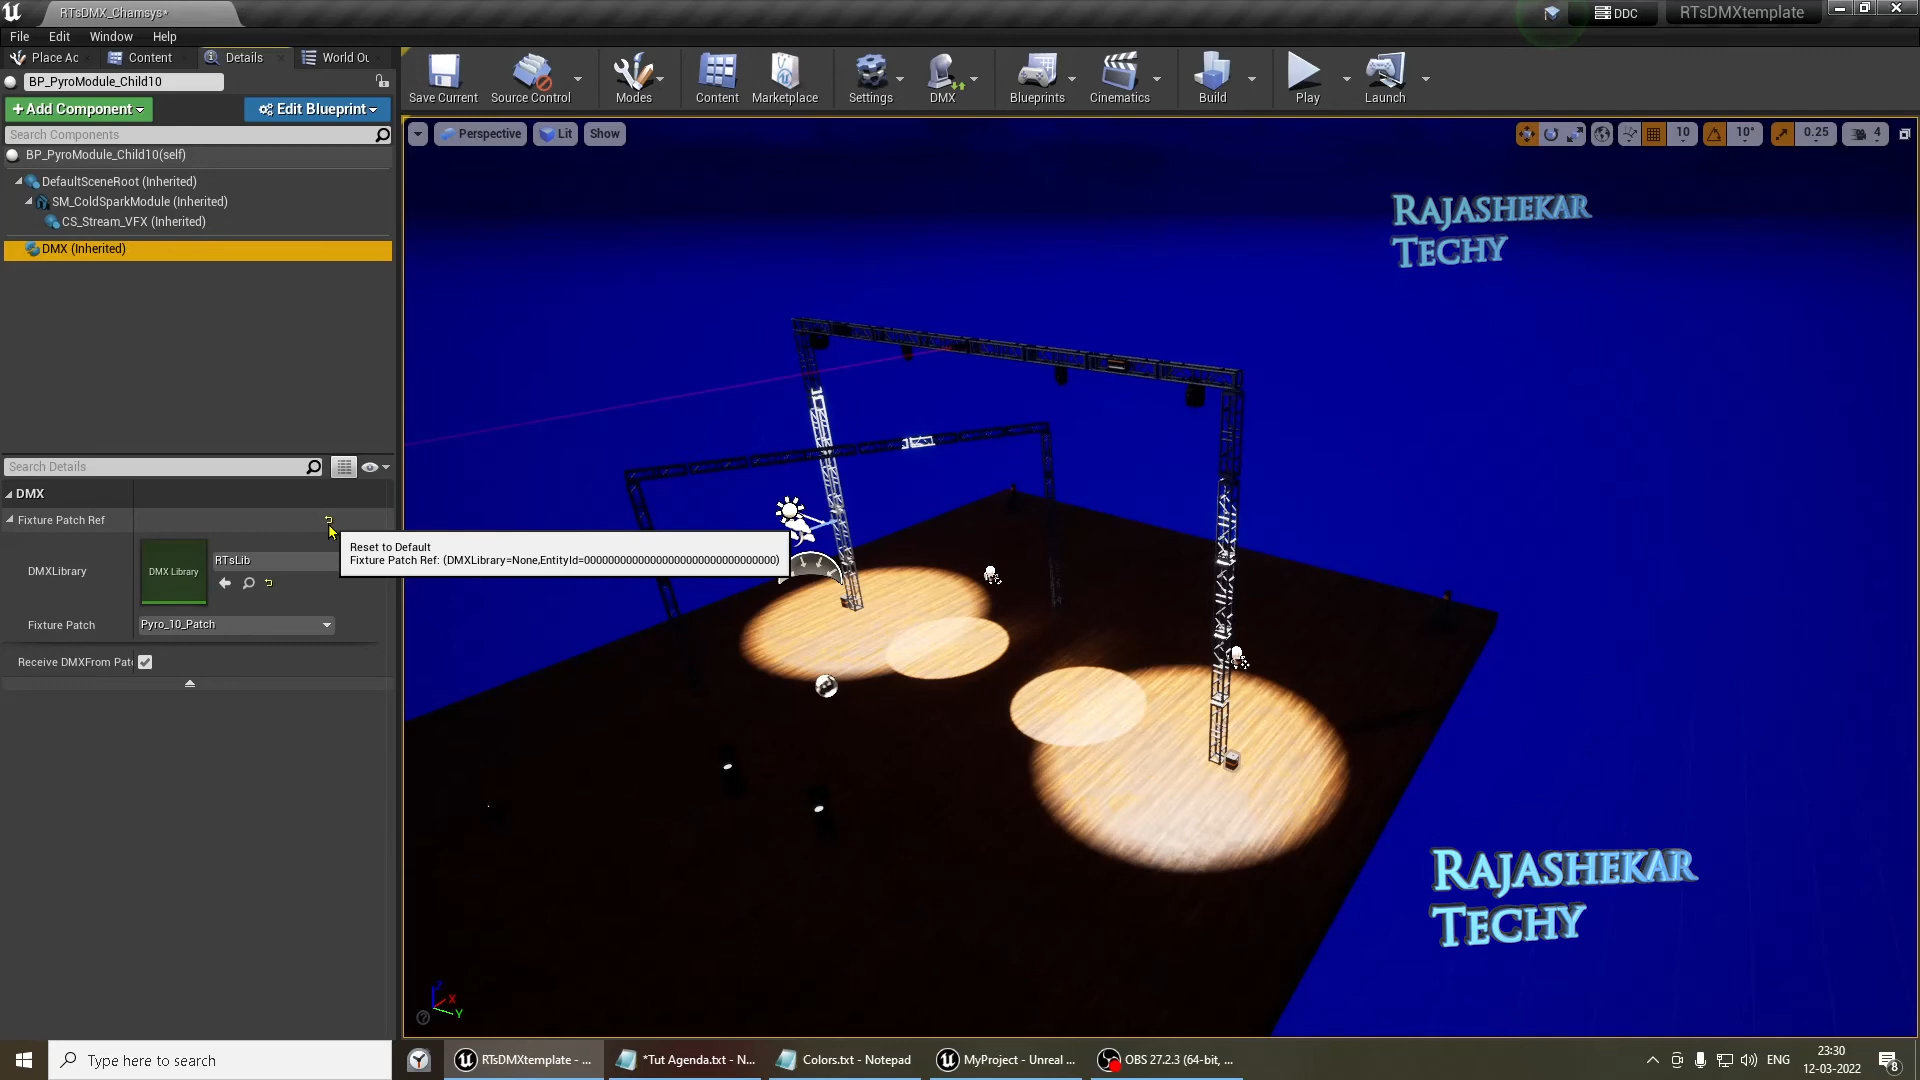 RTsDMX_Chamsys*
DDC
RTsDMXtemplate
File Edit Window Help
Place Ac Content Details World Ou
BP_PyroModule_Child10
+Add Component Edit Blueprint
Search Components
BP_PyroModule_Child10(self)
DefaultSceneRoot (Inherited)
SM_ColdSparkModule (Inherited)
CS_Stream_VFX (Inherited)
DMX (Inherited)
Save Current Source Control Modes Content Marketplace Settings DMX Blueprints Cinematics Build Play Launch
Perspective Lit Show
10 10° 0.25 4
RAJASHEKAR
TECHY
Search Details
DMX
Fixture Patch Ref
Reset to Default
Fixture Patch Ref: (DMXLibrary=None,EntityId=00000000000000000000000000000000)
DMXLibrary
DMX Library
RTsLib
Fixture Patch
Pyro_10_Patch
Receive DMXFrom Patc
RAJASHEKAR
TECHY
Z X Y
Type here to search
RTsDMXtemplate - ...
*Tut Agenda.txt - N...
Colors.txt - Notepad
MyProject - Unreal ...
OBS 27.2.3 (64-bit, ...
ENG
23:30
12-03-2022
8